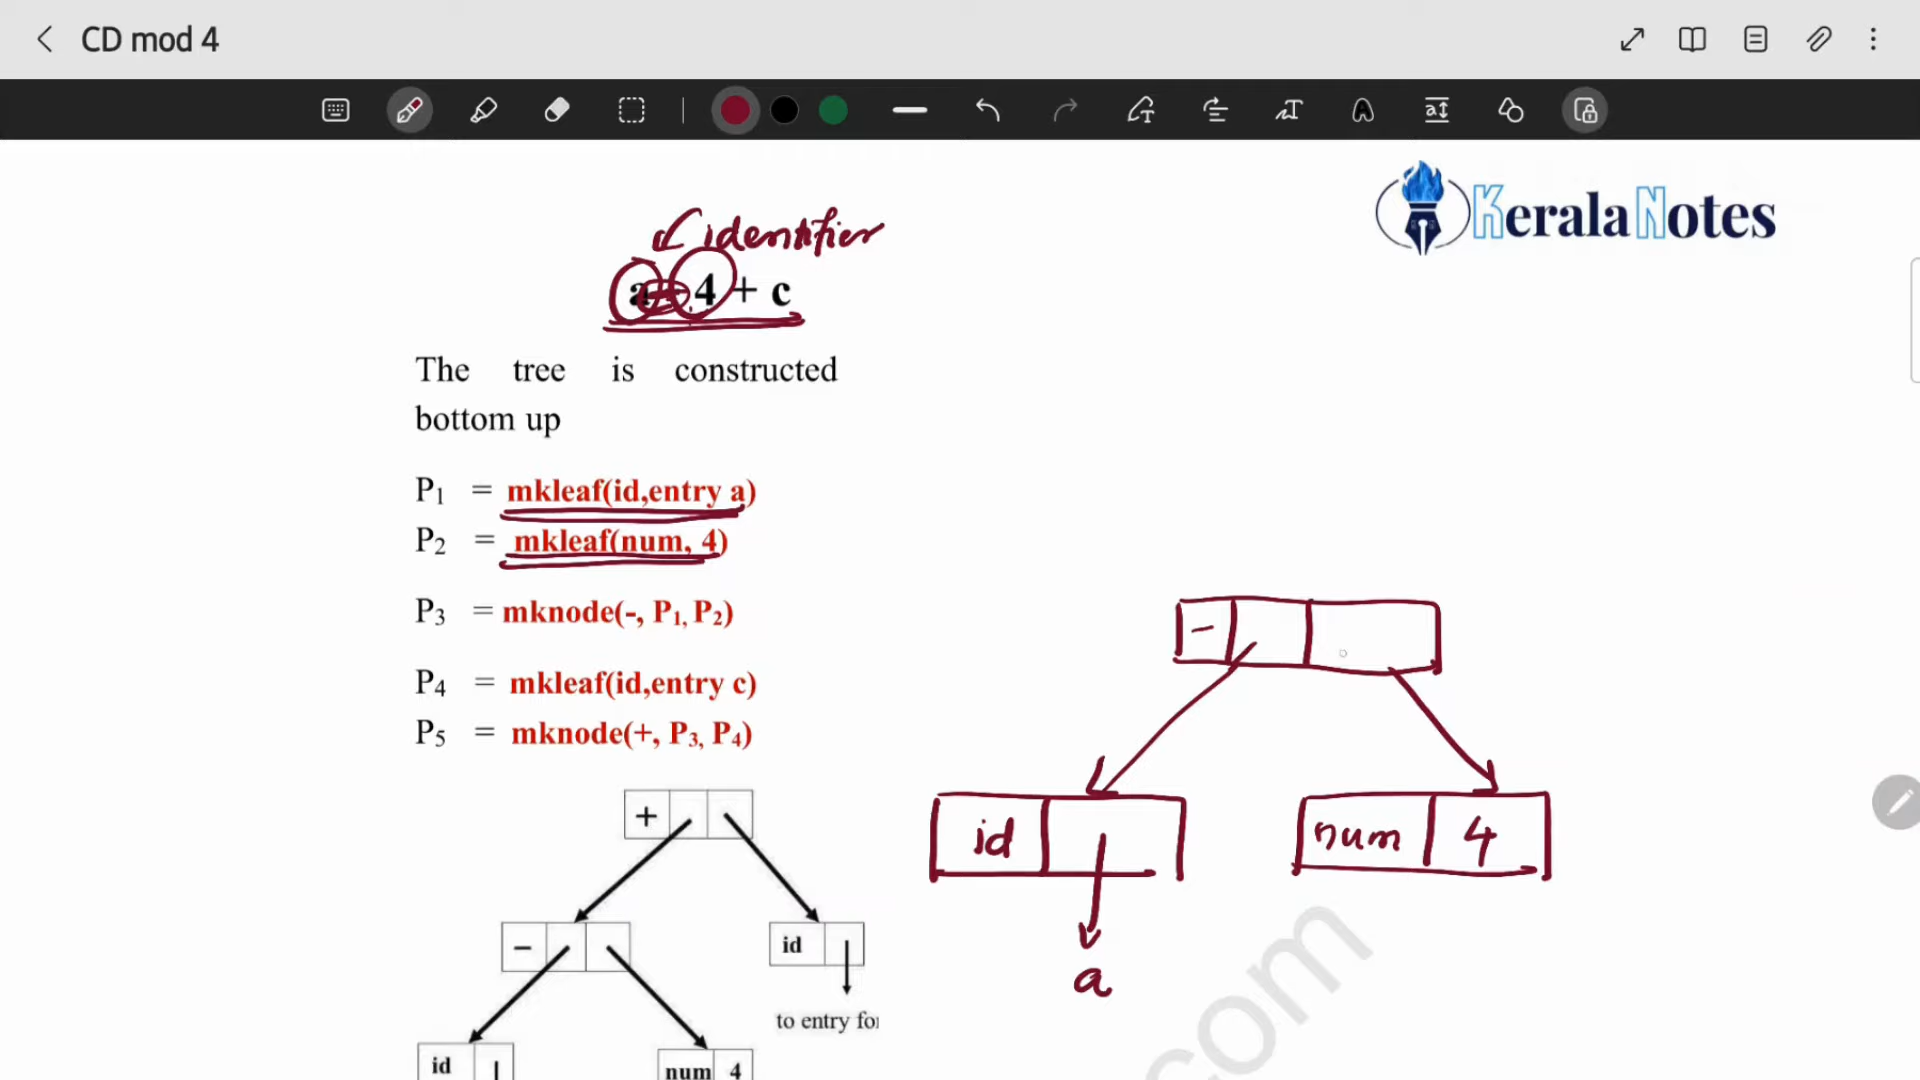 CD mod 4
KeralaNotes
identifier
a - 4 + c
The tree is constructed
bottom up
P1 = mkleaf(id,entry a)
P2 = mkleaf(num, 4)
P3 = mknode(-, P1, P2)
P4 = mkleaf(id,entry c)
P5 = mknode(+, P3, P4)
-
id
num 4
a
+
- id
to entry for
id num 4
.com